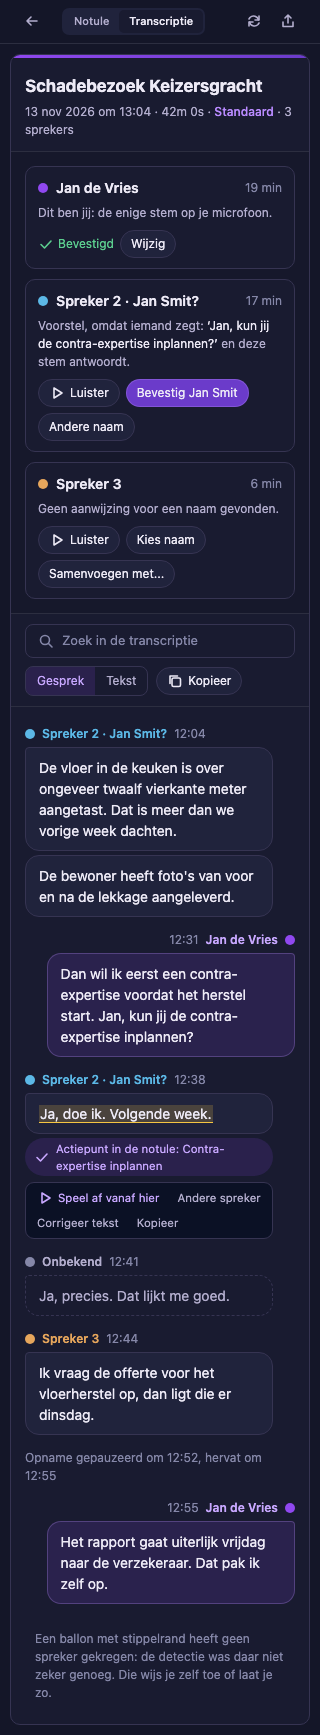 Notule Transcriptie
Schadebezoek Keizersgracht
13 nov 2026 om 13:04 · 42m 0s · Standaard · 3
sprekers
Jan de Vries 19 min
Dit ben jij: de enige stem op je microfoon.
Bevestigd Wijzig
Spreker 2 · Jan Smit? 17 min
Voorstel, omdat iemand zegt: ‘Jan, kun jij
de contra-expertise inplannen?’ en deze
stem antwoordt.
Luister Bevestig Jan Smit
Andere naam
Spreker 3 6 min
Geen aanwijzing voor een naam gevonden.
Luister Kies naam
Samenvoegen met...
Zoek in de transcriptie
Gesprek Tekst Kopieer
Spreker 2 · Jan Smit? 12:04
De vloer in de keuken is over
ongeveer twaalf vierkante meter
aangetast. Dat is meer dan we
vorige week dachten.
De bewoner heeft foto's van voor
en na de lekkage aangeleverd.
12:31 Jan de Vries
Dan wil ik eerst een contra-
expertise voordat het herstel
start. Jan, kun jij de contra-
expertise inplannen?
Spreker 2 · Jan Smit? 12:38
Ja, doe ik. Volgende week.
Actiepunt in de notule: Contra-
expertise inplannen
Speel af vanaf hier Andere spreker
Corrigeer tekst Kopieer
Onbekend 12:41
Ja, precies. Dat lijkt me goed.
Spreker 3 12:44
Ik vraag de offerte voor het
vloerherstel op, dan ligt die er
dinsdag.
Opname gepauzeerd om 12:52, hervat om
12:55
12:55 Jan de Vries
Het rapport gaat uiterlijk vrijdag
naar de verzekeraar. Dat pak ik
zelf op.
Een ballon met stippelrand heeft geen
spreker gekregen: de detectie was daar niet
zeker genoeg. Die wijs je zelf toe of laat je
zo.